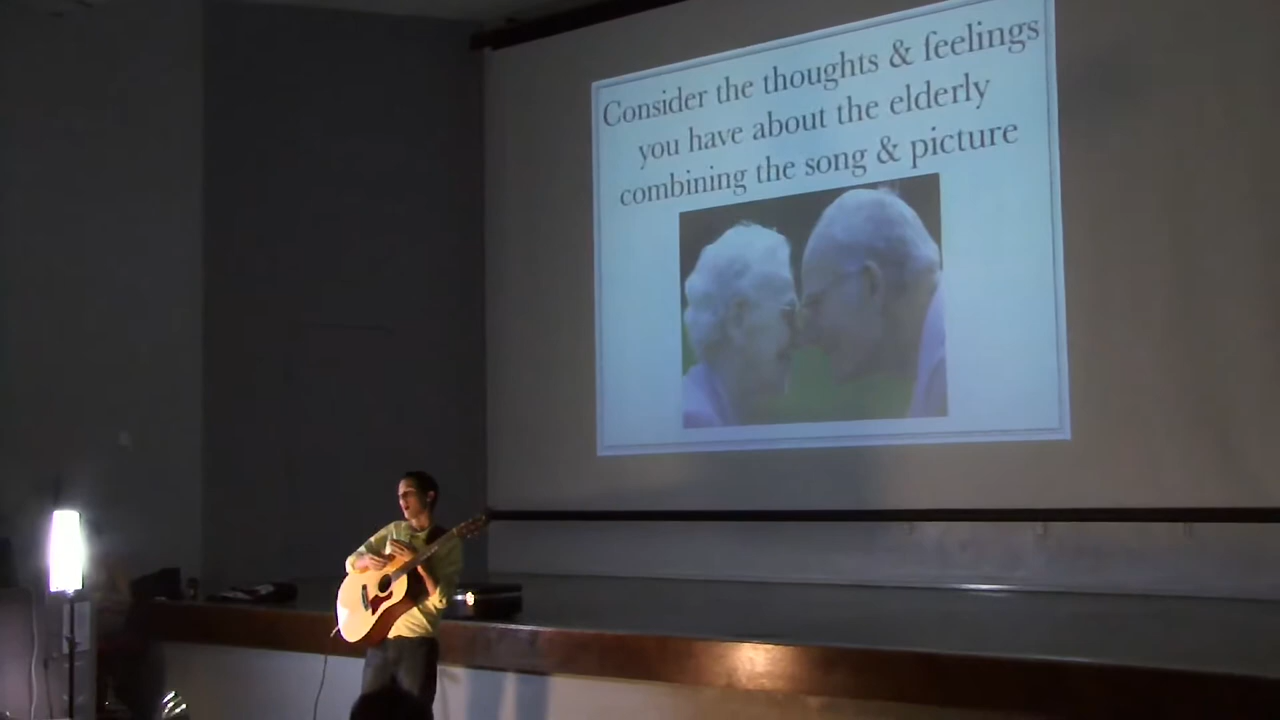 Consider the thoughts & feelings
you have about the elderly
combining the song & picture